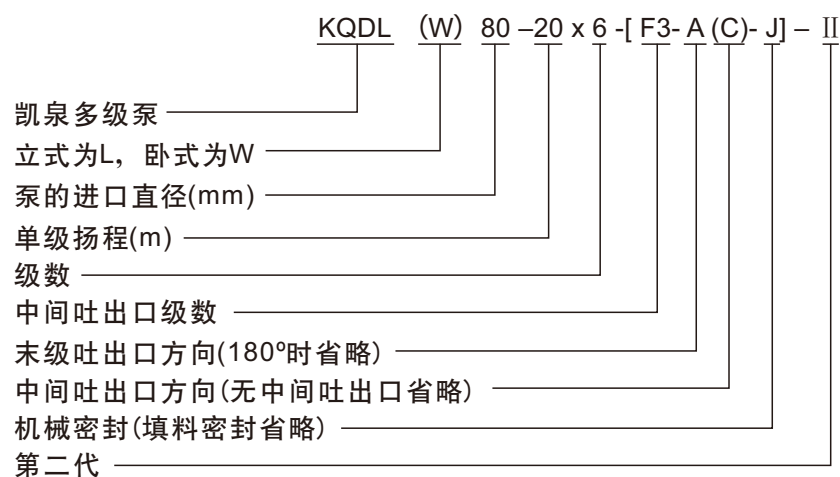 KQDL (W) 80 –20 x 6 -[ F3- A (C)- J] – Ⅱ
凯泉多级泵
立式为L，卧式为W
泵的进口直径(mm)
单级扬程(m)
级数
中间吐出口级数
末级吐出口方向(180º时省略)
中间吐出口方向(无中间吐出口省略)
机械密封(填料密封省略)
第二代